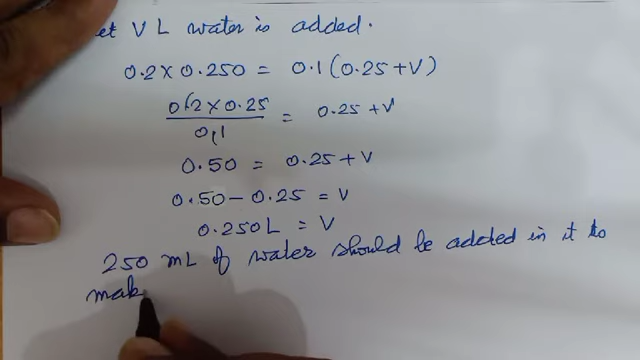 et V L water is added.
0.2 x 0.250 = 0.1 (0.25 + V)
0.2 x 0.25 / 0.1 = 0.25 + V
0.50 = 0.25 + V
0.50 - 0.25 = V
0.250L = V
250 mL of water should be added in it to
mak